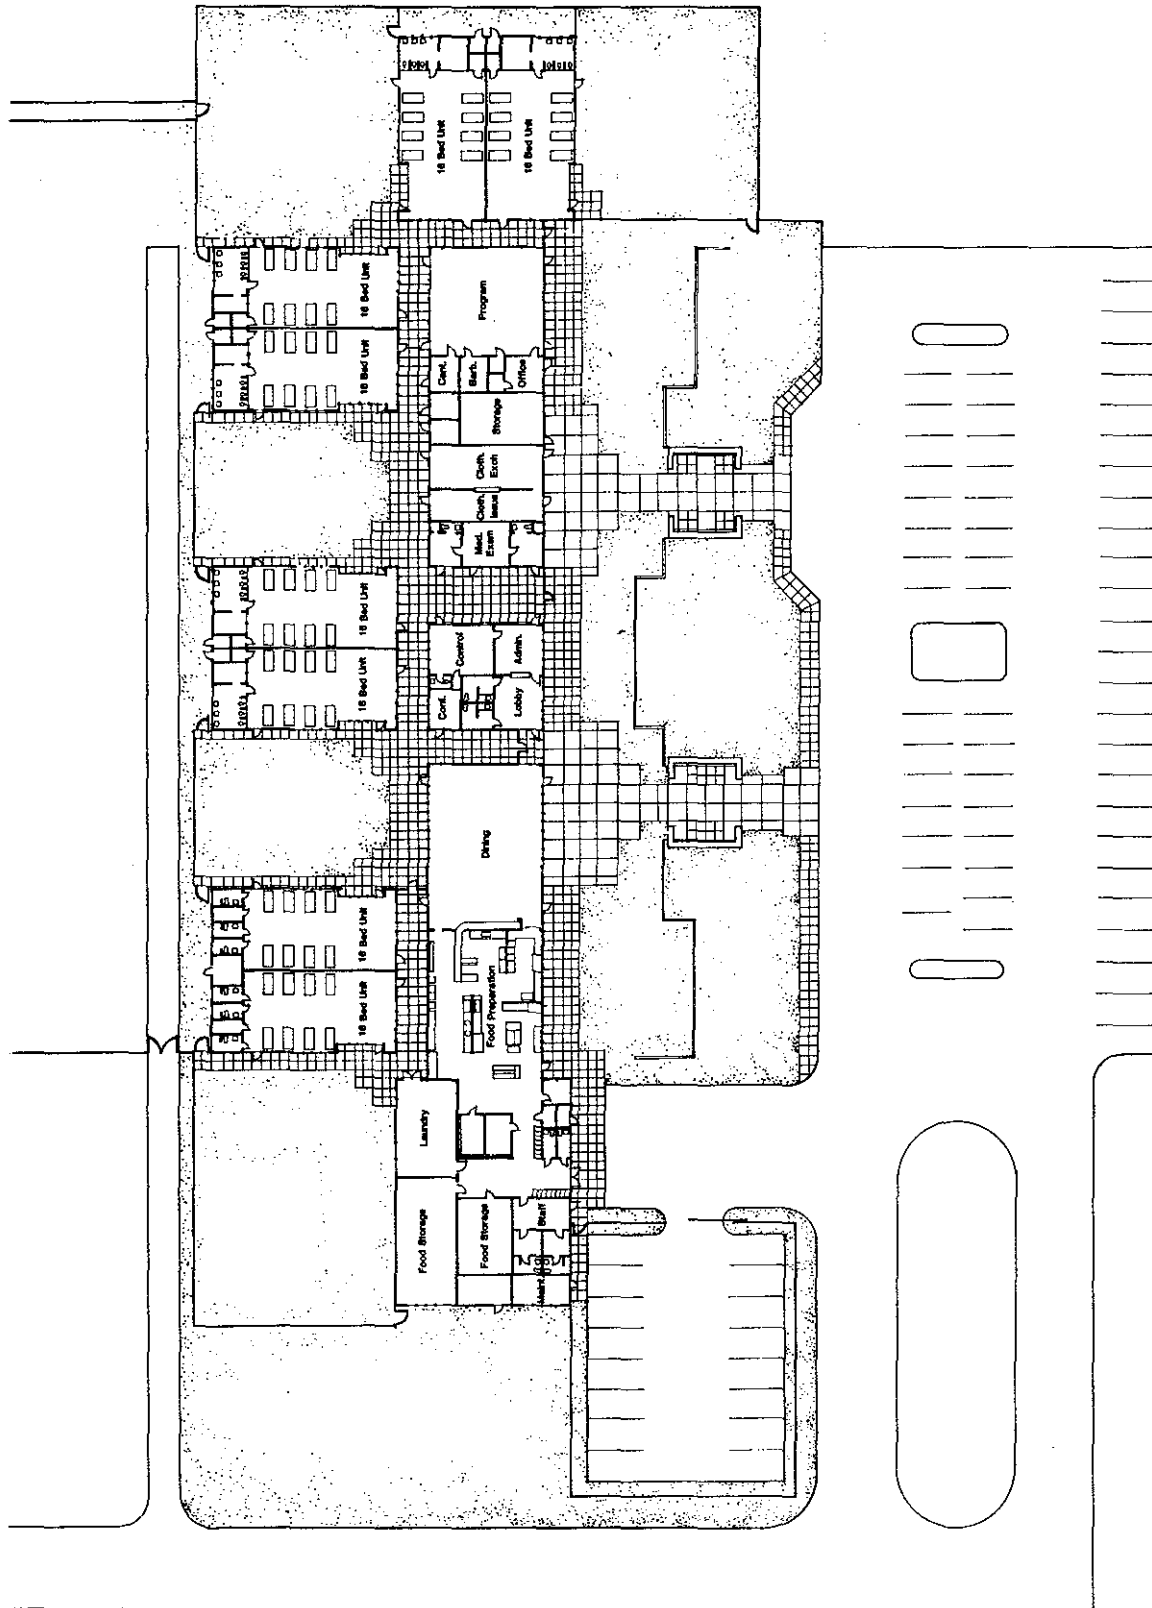 16 Bed Unit
16 Bed Unit
16 Bed Unit
16 Bed Unit
Program
Cant.
Barb.
Office
Storage
Cloth.
Exch
Cloth.
Issue
Med.
Exam
16 Bed Unit
16 Bed Unit
Control
Admin.
Conf.
Lobby
Dining
16 Bed Unit
16 Bed Unit
Food Preparation
Laundry
Food Storage
Food Storage
Staff
Maint.